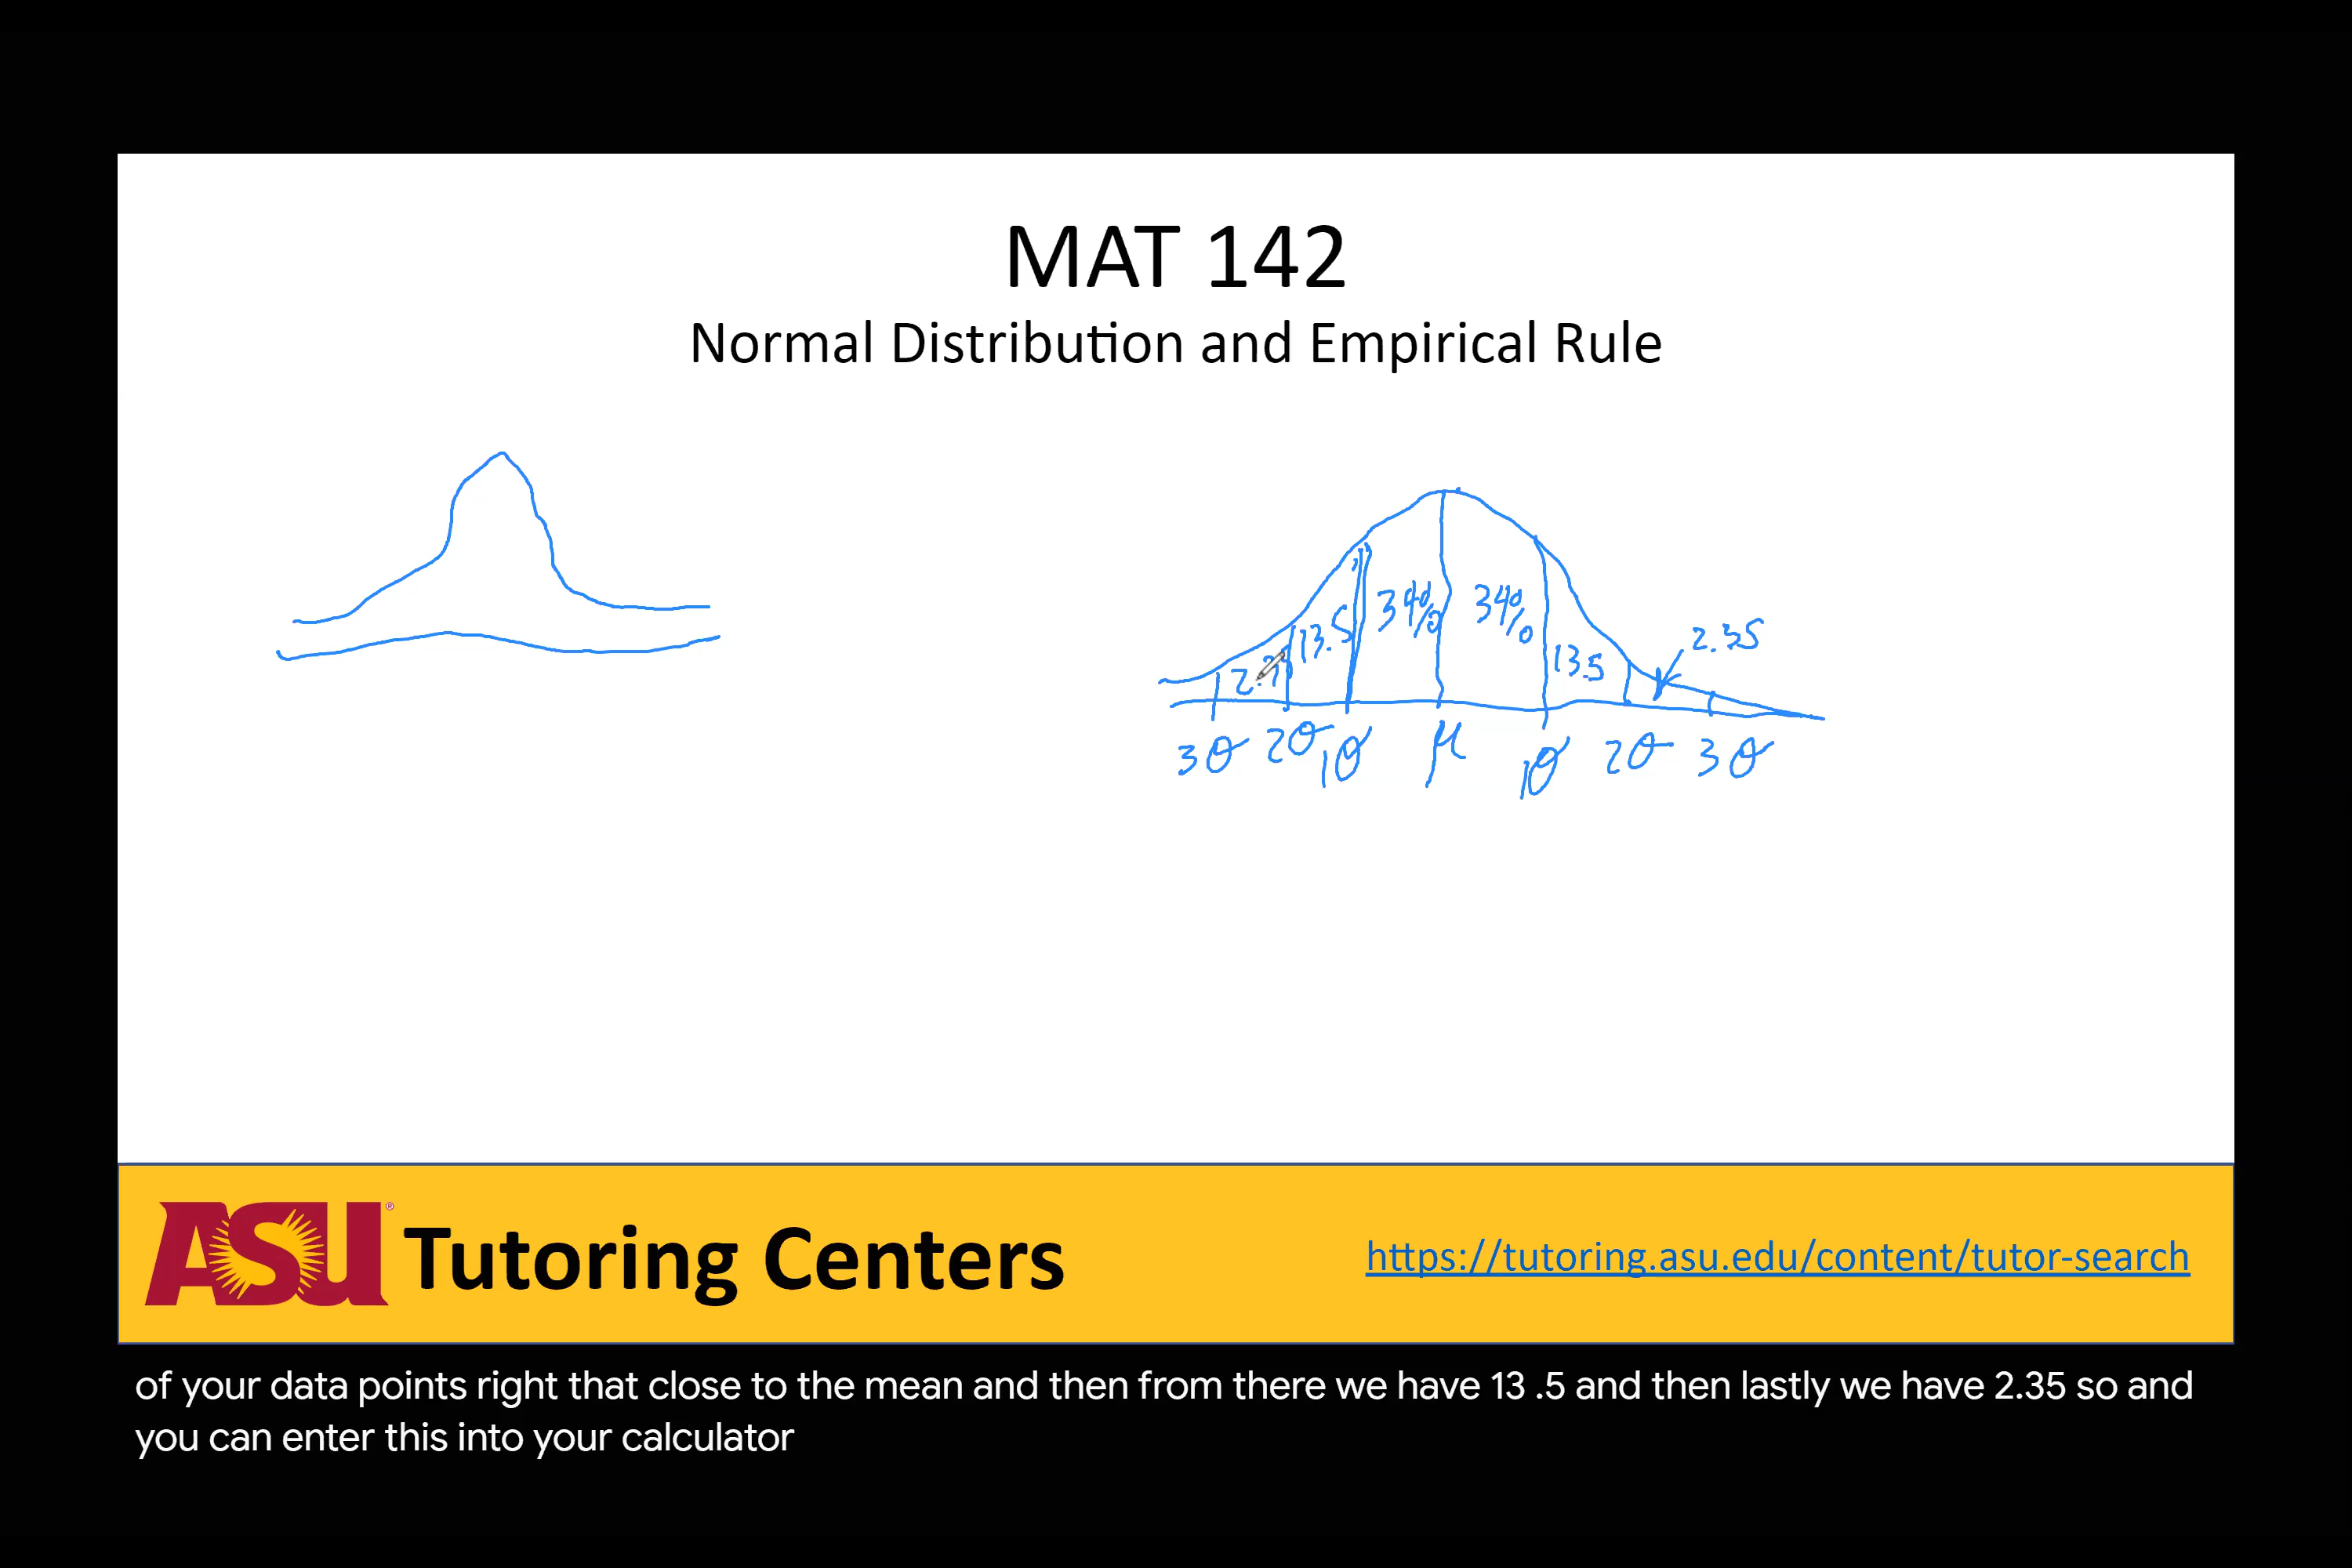 MAT 142
Normal Distribution and Empirical Rule
34% 34%
13.5 13.5 2.35
3σ 2σ 1σ μ 1σ 2σ 3σ
ASU® Tutoring Centers
https://tutoring.asu.edu/content/tutor-search
of your data points right that close to the mean and then from there we have 13 .5 and then lastly we have 2.35 so and
you can enter this into your calculator